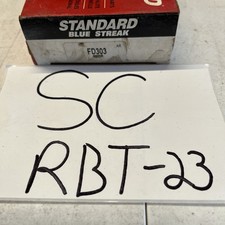 STANDARD
BLUE STREAK
FD303
SC
RBT-23